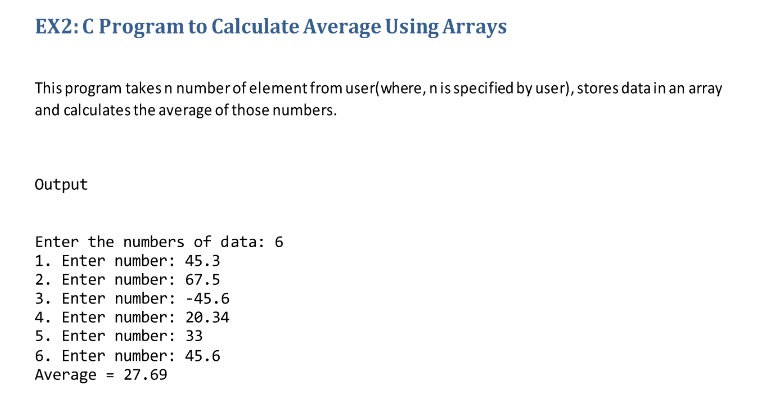 EX2: C Program to Calculate Average Using Arrays
This program takes n number of element from user(where, n is specified by user), stores data in an array
and calculates the average of those numbers.
Output
Enter the numbers of data: 6
1. Enter number: 45.3
2. Enter number: 67.5
3. Enter number: -45.6
4. Enter number: 20.34
5. Enter number: 33
6. Enter number: 45.6
Average = 27.69